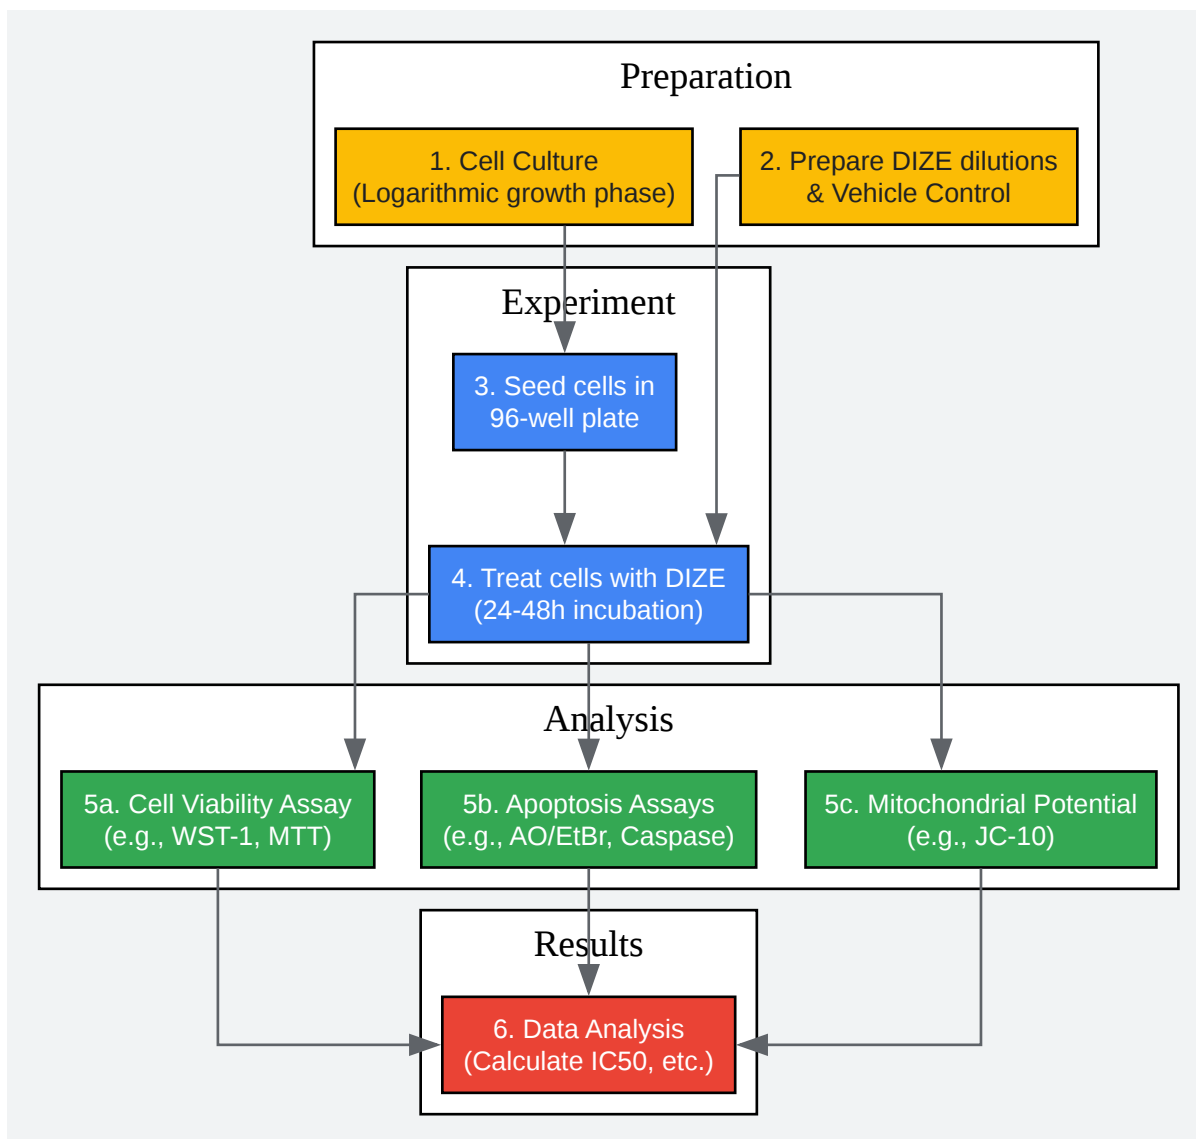 Preparation
1. Cell Culture
(Logarithmic growth phase)
2. Prepare DIZE dilutions
& Vehicle Control
Experiment
3. Seed cells in
96-well plate
4. Treat cells with DIZE
(24-48h incubation)
Analysis
5a. Cell Viability Assay
(e.g., WST-1, MTT)
5b. Apoptosis Assays
(e.g., AO/EtBr, Caspase)
5c. Mitochondrial Potential
(e.g., JC-10)
Results
6. Data Analysis
(Calculate IC50, etc.)